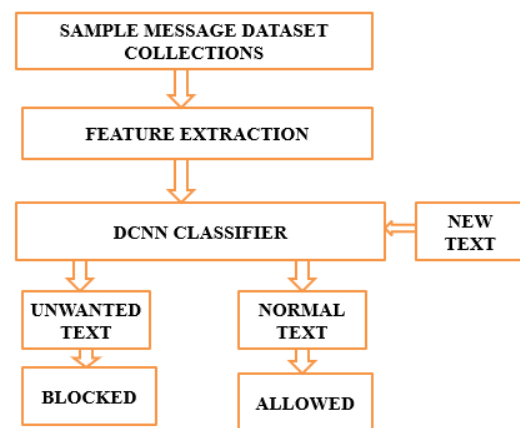 SAMPLE MESSAGE DATASET
COLLECTIONS
FEATURE EXTRACTION
DCNN CLASSIFIER
NEW
TEXT
UNWANTED
TEXT
NORMAL
TEXT
BLOCKED
ALLOWED